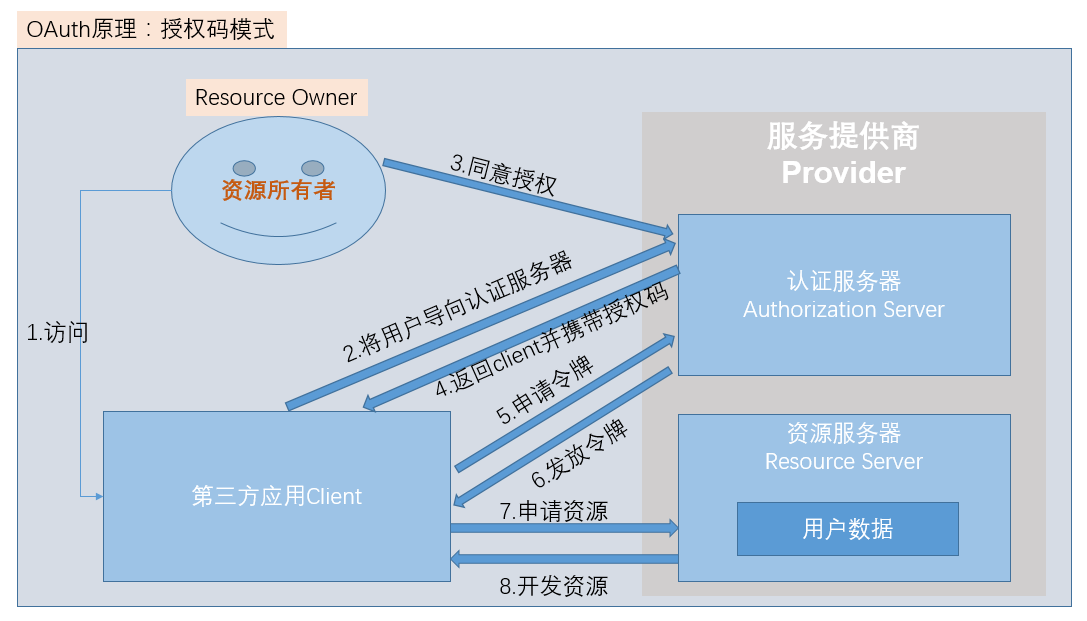 OAuth原理：授权码模式
Resource Owner
资源所有者
服务提供商
Provider
3.同意授权
认证服务器
Authorization Server
2.将用户导向认证服务器
4.返回client并携带授权码
1.访问
5.申请令牌
6.发放令牌
资源服务器
Resource Server
第三方应用Client
7.申请资源
用户数据
8.开发资源